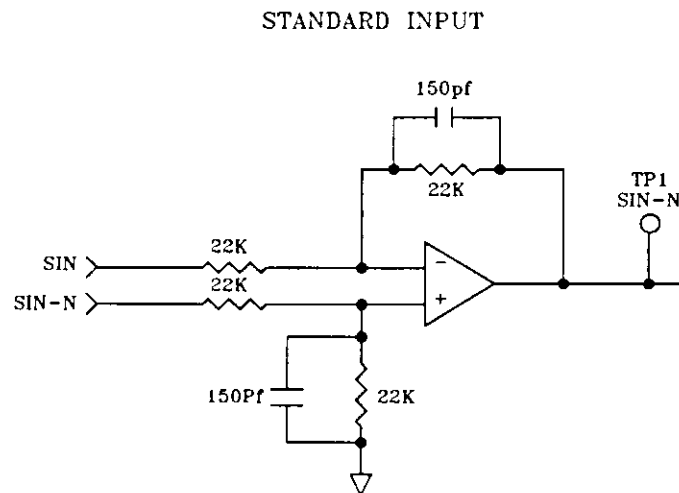 STANDARD INPUT
150pf
22K
TP1
SIN-N
SIN
22K
SIN-N
22K
-
+
150Pf
22K